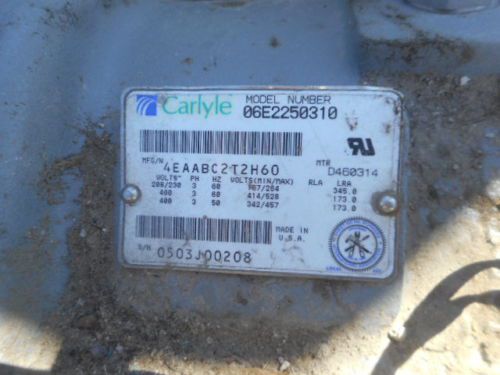 Carlyle
MODEL NUMBER
06E2250310
MFG/N 4EAABC2T2H60
MTR D460314
VOLTS PH HZ VOLTS(MIN/MAX) RLA LRA
208/230 3 60 187/264 345.0
400 3 60 414/528 173.0
400 3 50 342/457 173.0
MADE IN
U.S.A.
S/N 0503J00208